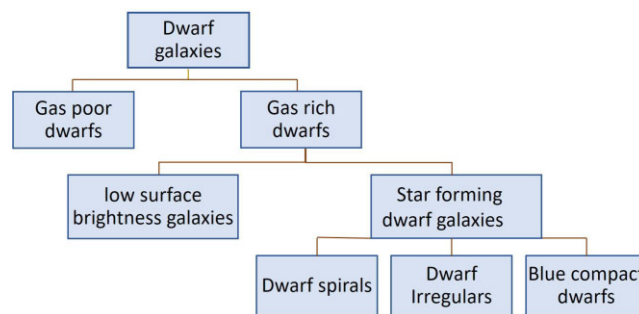 Dwarf
galaxies
Gas poor
dwarfs
Gas rich
dwarfs
low surface
brightness galaxies
Star forming
dwarf galaxies
Dwarf spirals
Dwarf
Irregulars
Blue compact
dwarfs